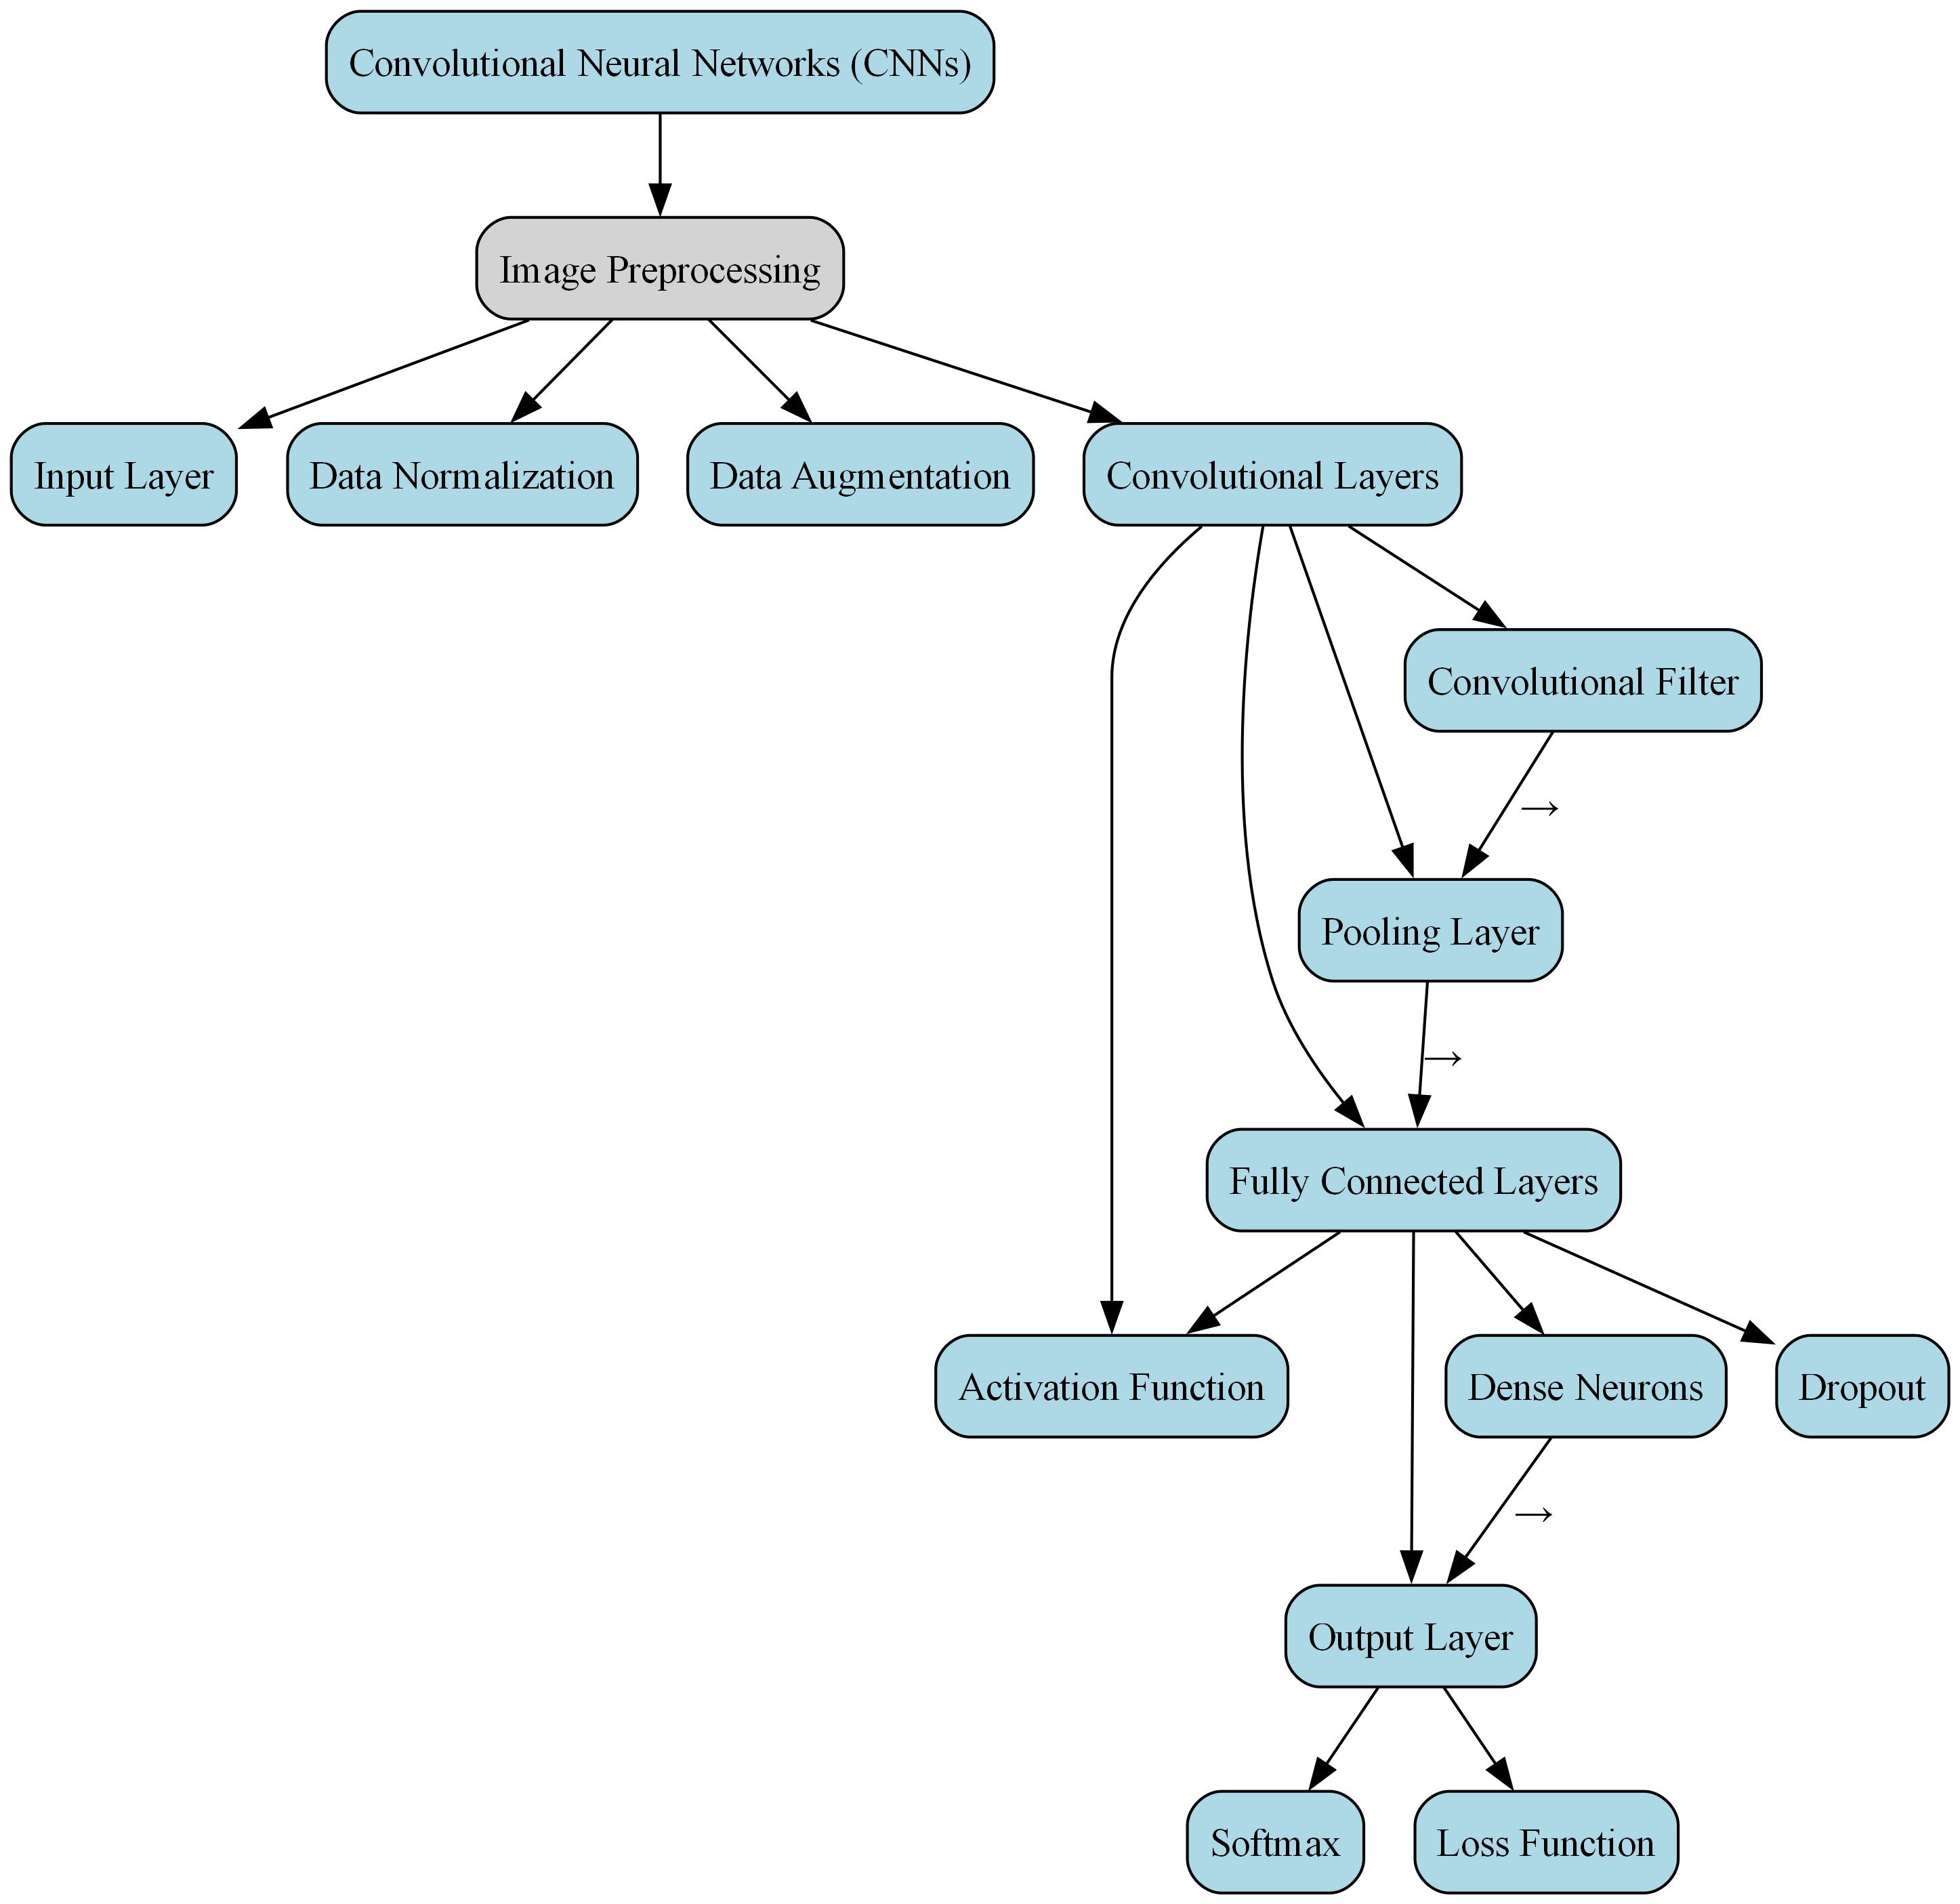 Convolutional Neural Networks (CNNs)
Image Preprocessing
Input Layer
Data Normalization
Data Augmentation
Convolutional Layers
Convolutional Filter
→
Pooling Layer
→
Fully Connected Layers
Activation Function
Dense Neurons
Dropout
→
Output Layer
Softmax
Loss Function